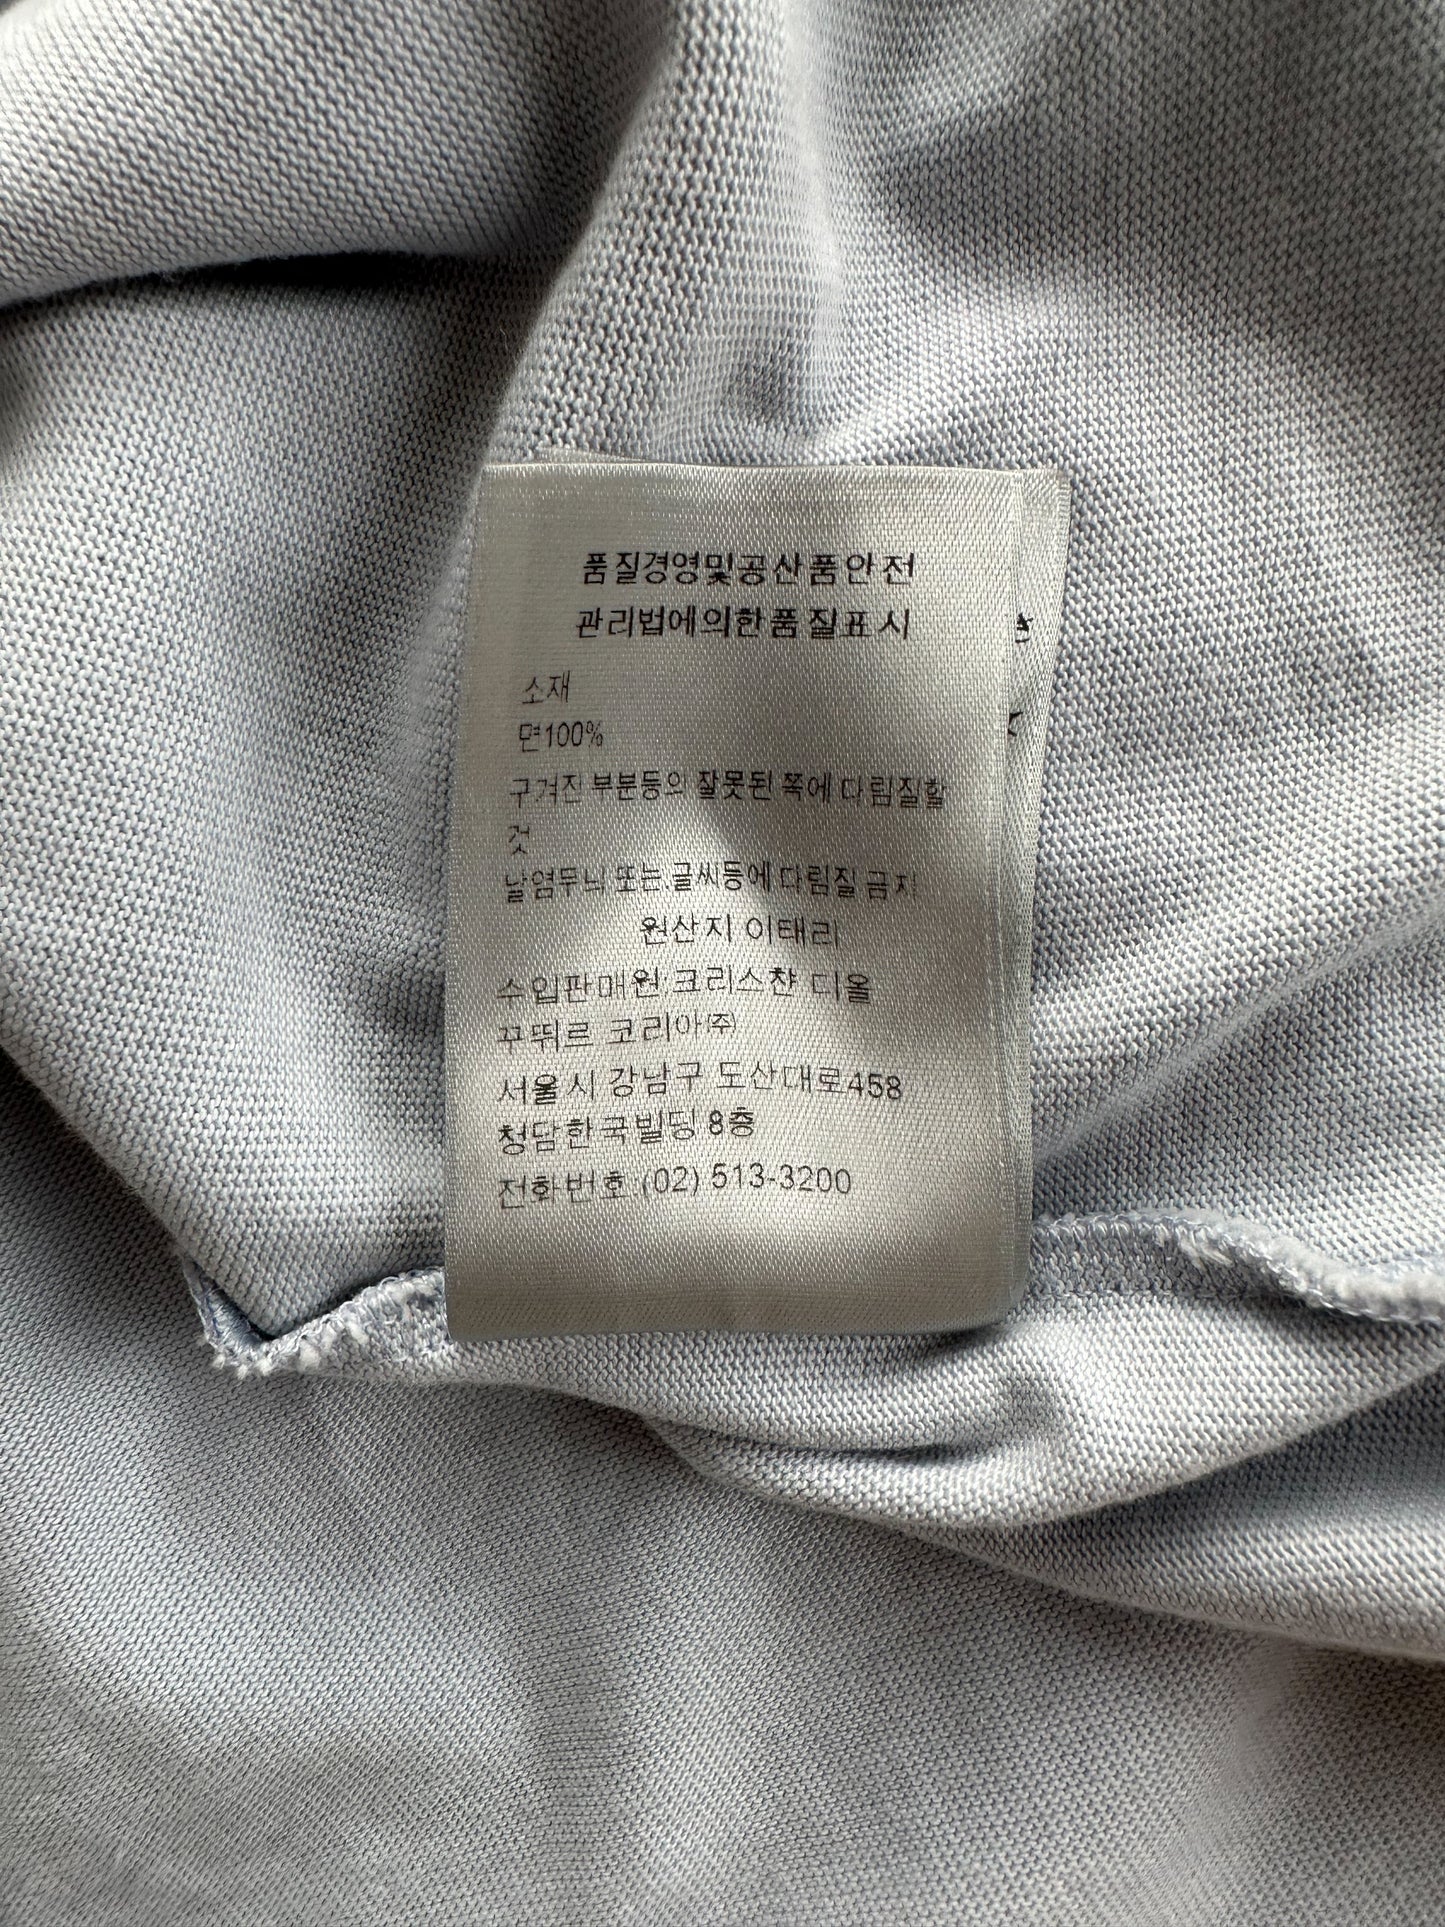 품질경영및공산품안전
관리법에의한품질표시
소재
면100%
구겨진 부분등의 잘못된 쪽에 다림질할
것
날염무늬 또는.글씨등에 다림질 금지
원산지 이태리
수입판매원 크리스챤 디올
꾸뛰르 코리아㈜
서울시 강남구 도산대로458
청담한국빌딩 8층
전화번호 (02) 513-3200